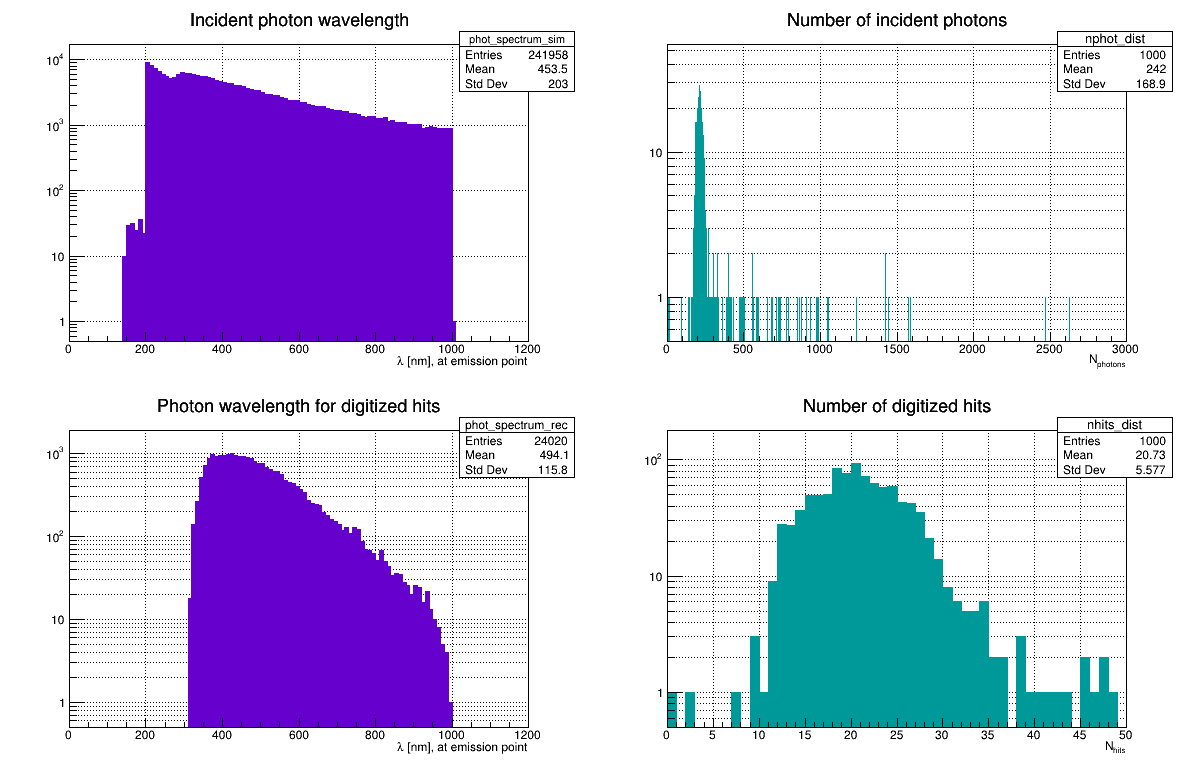 Incident photon wavelength
phot_spectrum_sim
Entries 241958
Mean 453.5
Std Dev 203
10^4
10^3
10^2
10
1
0 200 400 600 800 1000 1200
λ [nm], at emission point
Number of incident photons
nphot_dist
Entries 1000
Mean 242
Std Dev 168.9
10
1
0 500 1000 1500 2000 2500 3000
N_photons
Photon wavelength for digitized hits
phot_spectrum_rec
Entries 24020
Mean 494.1
Std Dev 115.8
10^3
10^2
10
1
0 200 400 600 800 1000 1200
λ [nm], at emission point
Number of digitized hits
nhits_dist
Entries 1000
Mean 20.73
Std Dev 5.577
10^2
10
1
0 5 10 15 20 25 30 35 40 45 50
N_hits